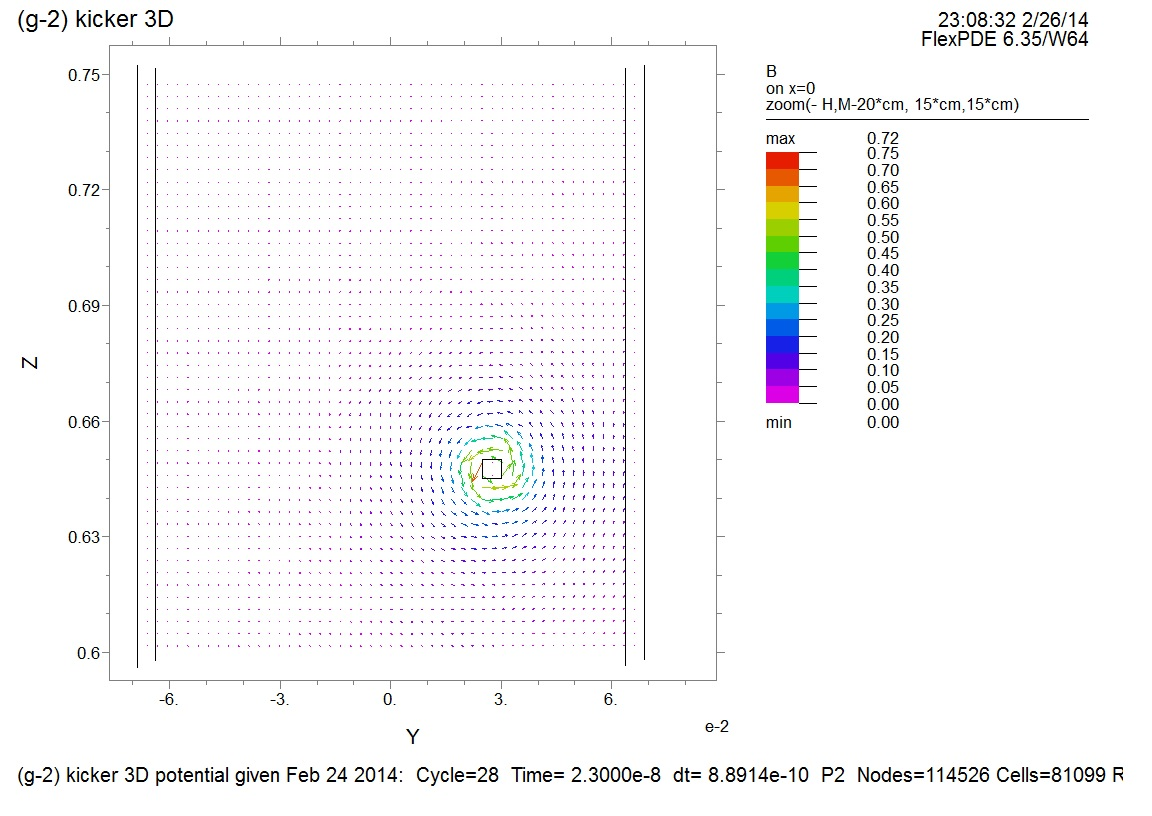 (g-2) kicker 3D
23:08:32 2/26/14
FlexPDE 6.35/W64
B
on x=0
zoom(- H,M-20*cm, 15*cm,15*cm)
max 0.72
0.75
0.70
0.65
0.60
0.55
0.50
0.45
0.40
0.35
0.30
0.25
0.20
0.15
0.10
0.05
0.00
min 0.00
0.75
0.72
0.69
0.66
0.63
0.6
Z
-6. -3. 0. 3. 6.
e-2
Y
(g-2) kicker 3D potential given Feb 24 2014: Cycle=28 Time= 2.3000e-8 dt= 8.8914e-10 P2 Nodes=114526 Cells=81099 R